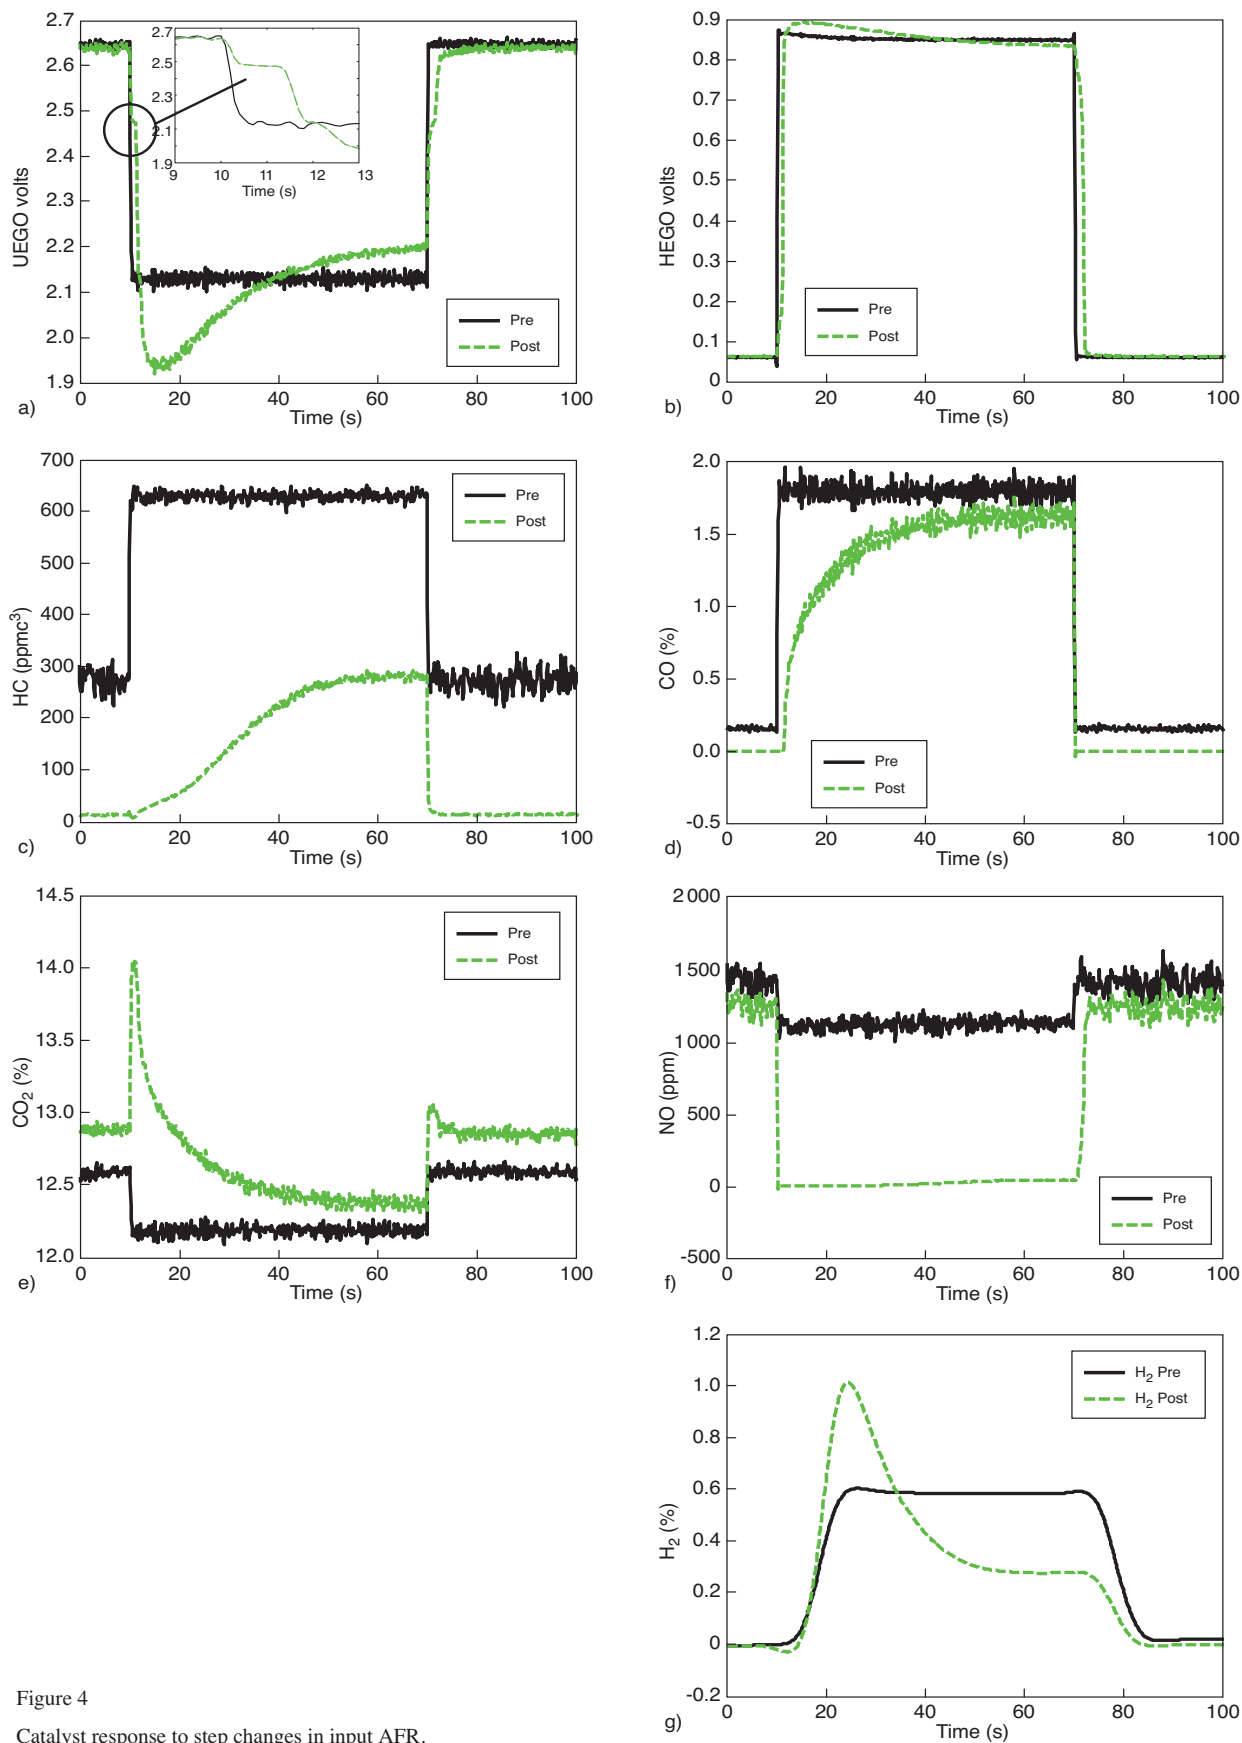 2.7
2.6
2.5
2.4
2.3
2.2
2.1
2.0
1.9
UEGO volts
0
20
40
60
80
100
Time (s)
a)
2.7
2.5
2.3
2.1
1.9
9
10
11
12
13
Time (s)
Pre
Post
0.9
0.8
0.7
0.6
0.5
0.4
0.3
0.2
0.1
0
HEGO volts
0
20
40
60
80
100
Time (s)
b)
Pre
Post
700
600
500
400
300
200
100
0
HC (ppmc³)
0
20
40
60
80
100
Time (s)
c)
Pre
Post
2.0
1.5
1.0
0.5
0.0
-0.5
CO (%)
0
20
40
60
80
100
Time (s)
d)
Pre
Post
14.5
14.0
13.5
13.0
12.5
12.0
CO₂ (%)
0
20
40
60
80
100
Time (s)
e)
Pre
Post
2 000
1500
1000
500
0
-500
NO (ppm)
0
20
40
60
80
100
Time (s)
f)
Pre
Post
1.2
1.0
0.8
0.6
0.4
0.2
0
-0.2
H₂ (%)
0
20
40
60
80
100
Time (s)
g)
H₂ Pre
H₂ Post
Figure 4
Catalyst response to step changes in input AFR.